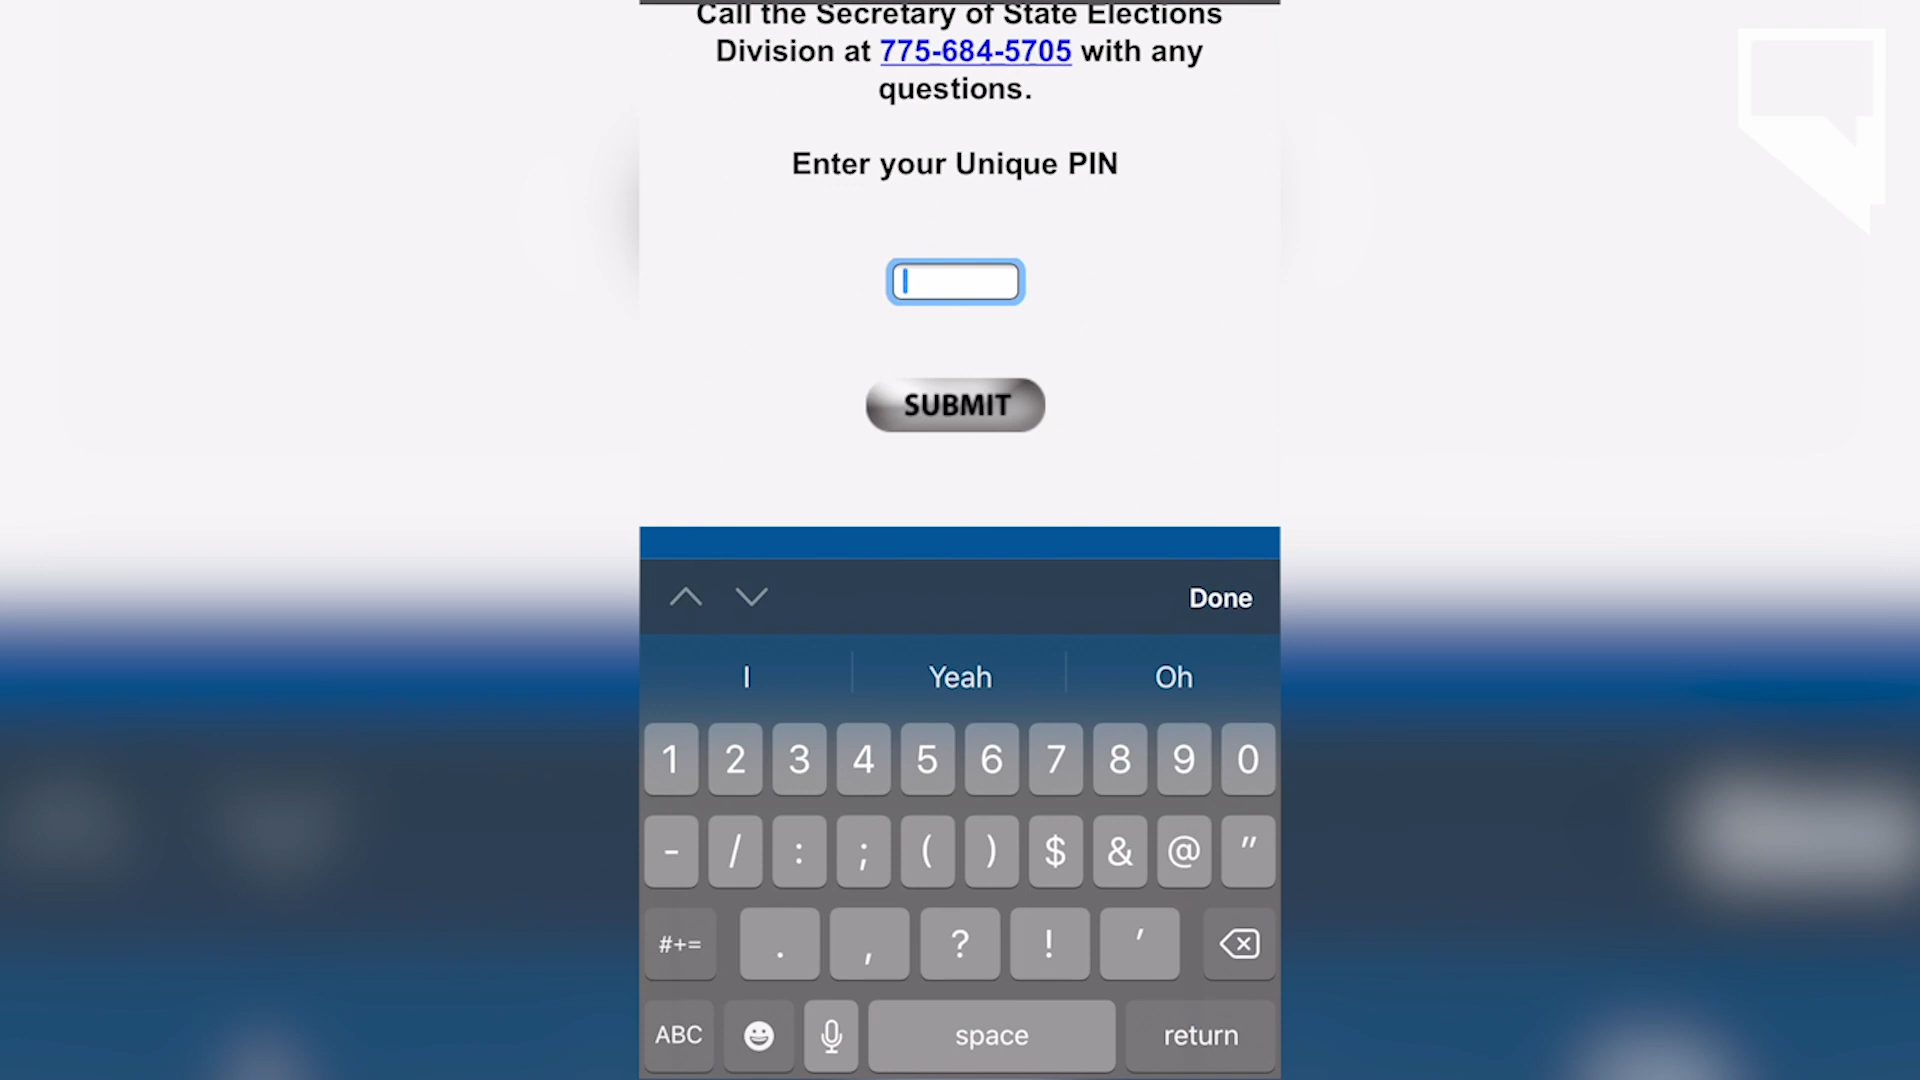 Call the Secretary of State Elections
Division at 775-684-5705 with any
questions.
Enter your Unique PIN
SUBMIT
Done
I Yeah Oh
1 2 3 4 5 6 7 8 9 0
- / : ; ( ) $ & @ "
#+= . , ? ! '
ABC space return